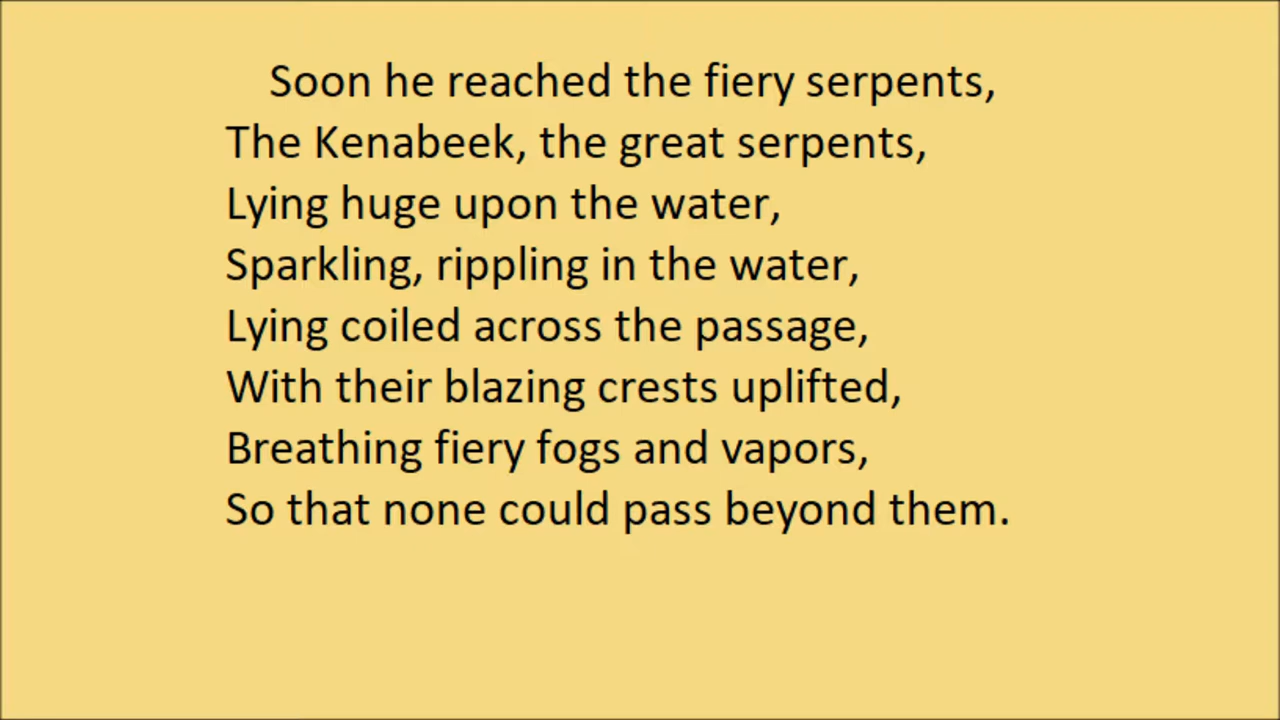 Soon he reached the fiery serpents,
The Kenabeek, the great serpents,
Lying huge upon the water,
Sparkling, rippling in the water,
Lying coiled across the passage,
With their blazing crests uplifted,
Breathing fiery fogs and vapors,
So that none could pass beyond them.